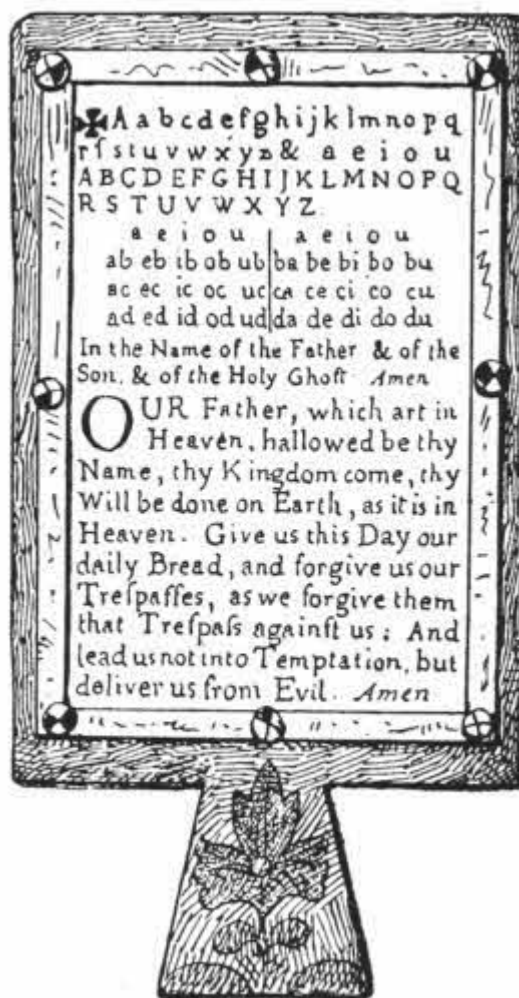 ✠Aabcdefghijklmnopq
rſstuvwxyz& aeiou
ABCDEFGHIJKLMNOPQ
RSTUVWXYZ
a e i o u a e i o u
ab eb ib ob ub ba be bi bo bu
ac ec ic oc uc ca ce ci co cu
ad ed id od ud da de di do du
In the Name of the Father & of the
Son, & of the Holy Ghoſt Amen
OUR Father, which art in
Heaven, hallowed be thy
Name, thy Kingdom come, thy
Will be done on Earth, as it is in
Heaven. Give us this Day our
daily Bread, and forgive us our
Treſpaſſes, as we forgive them
that Treſpaſs againſt us: And
lead us not into Temptation, but
deliver us from Evil. Amen